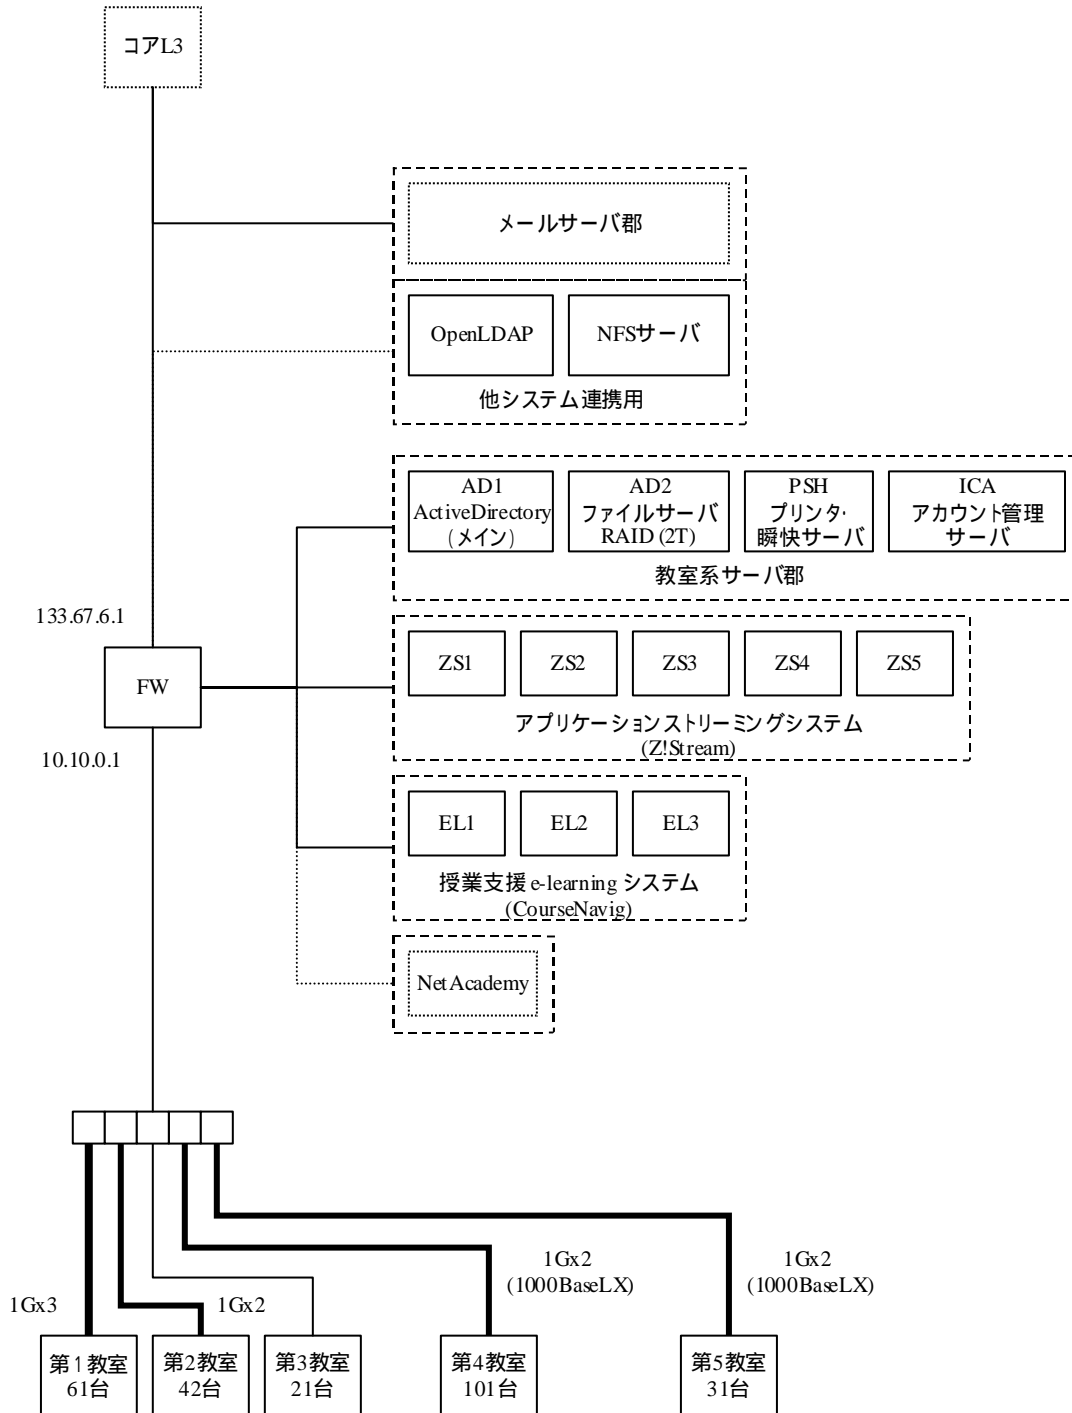 コアL3
メールサーバ郡
OpenLDAP
NFSサーバ
他システム連携用
AD1
ActiveDirectory
(メイン)
AD2
ファイルサーバ
RAID (2T)
PSH
プリンタ・
瞬快サーバ
ICA
アカウント管理
サーバ
教室系サーバ郡
133.67.6.1
FW
10.10.0.1
ZS1
ZS2
ZS3
ZS4
ZS5
アプリケーションストリーミングシステム
(Z!Stream)
EL1
EL2
EL3
授業支援 e-learning システム
(CourseNavig)
NetAcademy
1Gx3
1Gx2
1Gx2
(1000BaseLX)
1Gx2
(1000BaseLX)
第1教室
61台
第2教室
42台
第3教室
21台
第4教室
101台
第5教室
31台